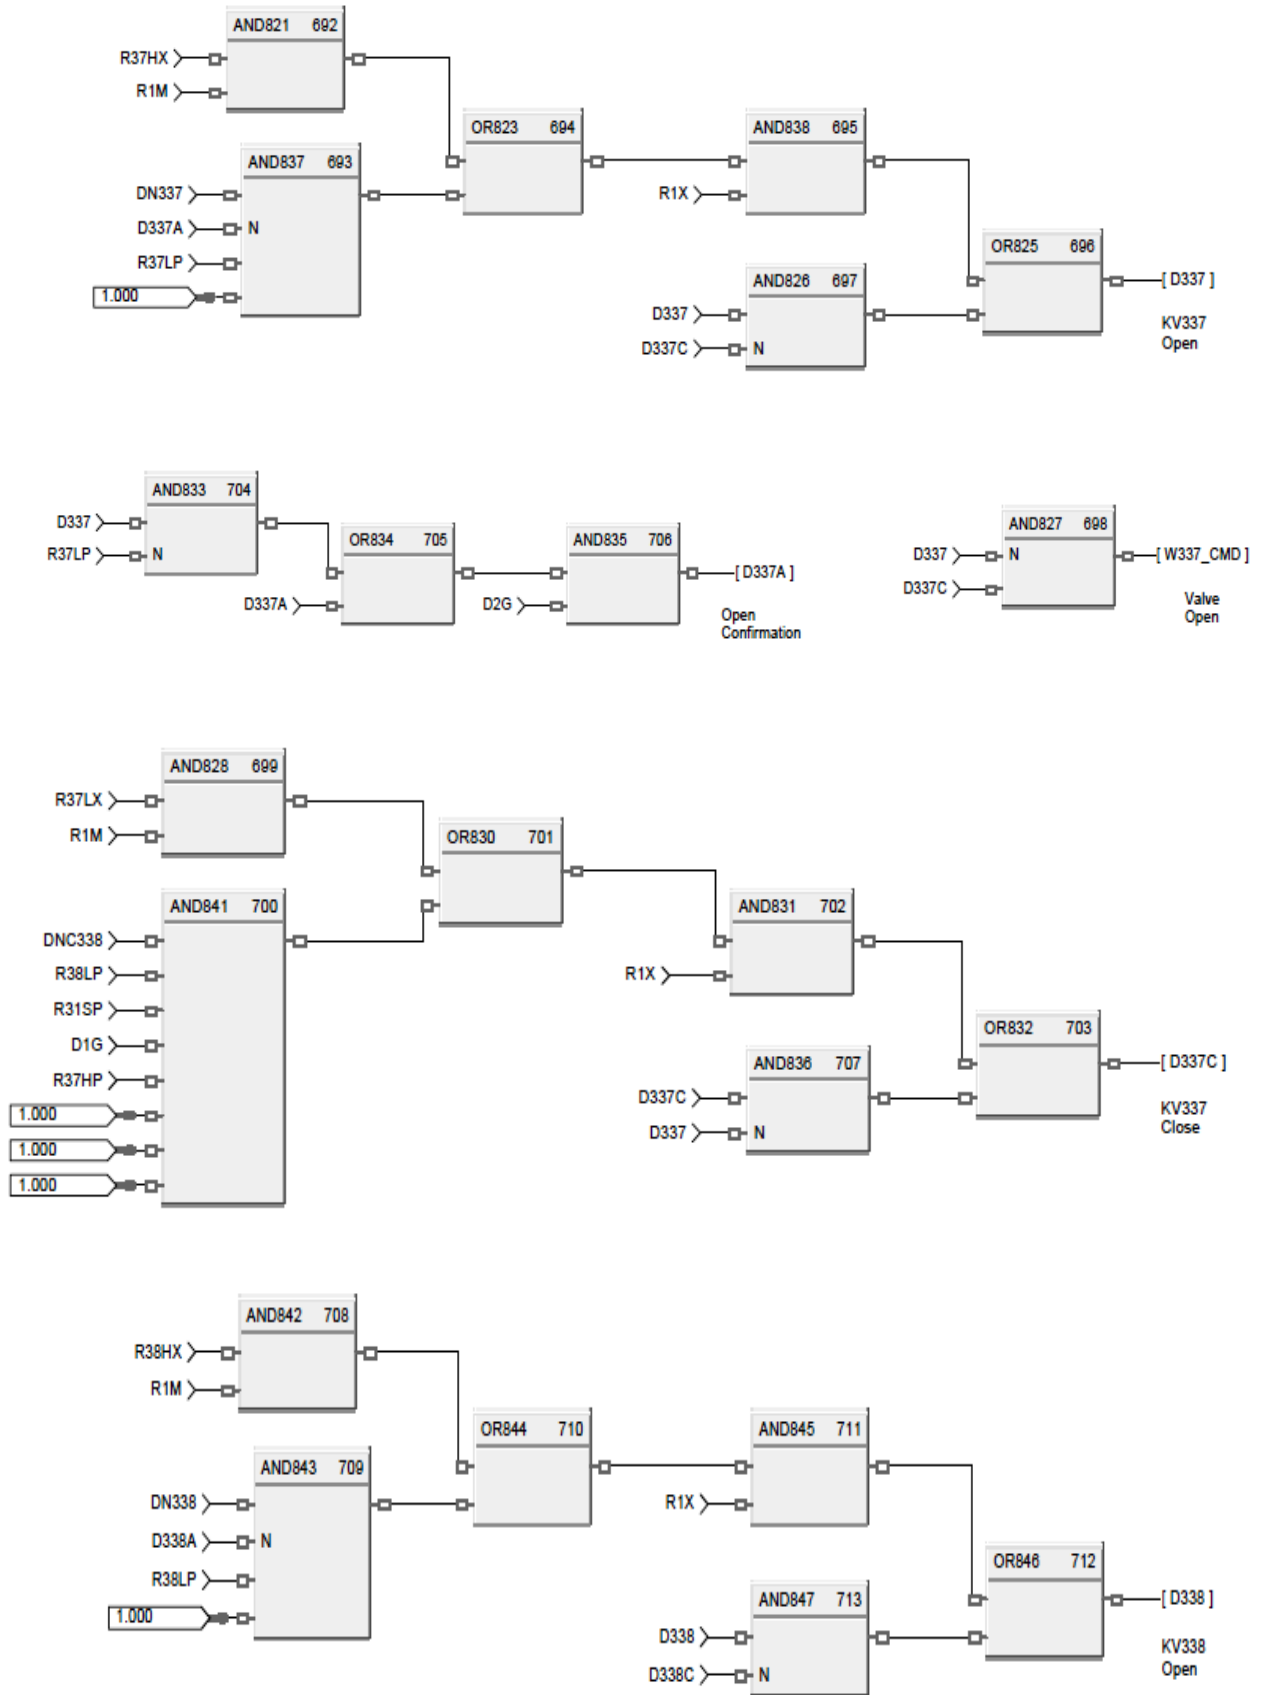 AND821 692
R37HX
R1M
OR823 694
AND838 695
AND837 693
DN337
R1X
D337A N
OR825 696
R37LP
AND826 697
[ D337 ]
1.000
D337
KV337
Open
D337C N
AND833 704
D337
R37LP N
OR834 705
AND835 706
[ D337A ]
D337A
D2G
Open
Confirmation
AND827 698
D337 N
[ W337_CMD ]
D337C
Valve
Open
AND828 699
R37LX
R1M
OR830 701
AND841 700
AND831 702
DNC338
R38LP
R1X
R31SP
OR832 703
D1G
AND836 707
[ D337C ]
R37HP
D337C
1.000
KV337
Close
D337 N
1.000
1.000
AND842 708
R38HX
R1M
OR844 710
AND845 711
AND843 709
DN338
R1X
D338A N
OR846 712
R38LP
AND847 713
[ D338 ]
1.000
D338
KV338
Open
D338C N